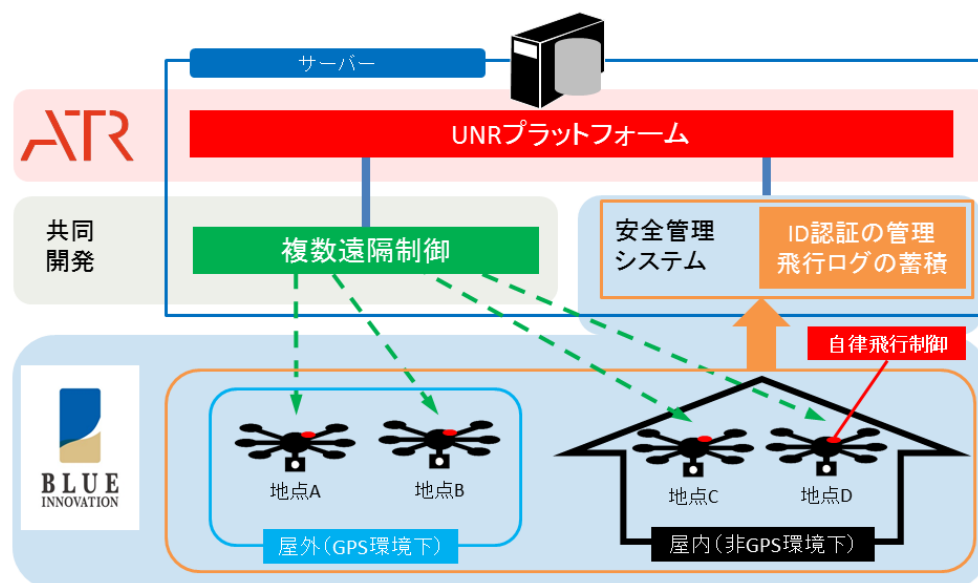 サーバー
ATR
UNRプラットフォーム
共同
開発
複数遠隔制御
安全管理
システム
ID認証の管理
飛行ログの蓄積
自律飛行制御
BLUE
INNOVATION
地点A
地点B
地点C
地点D
屋外(GPS環境下)
屋内(非GPS環境下)